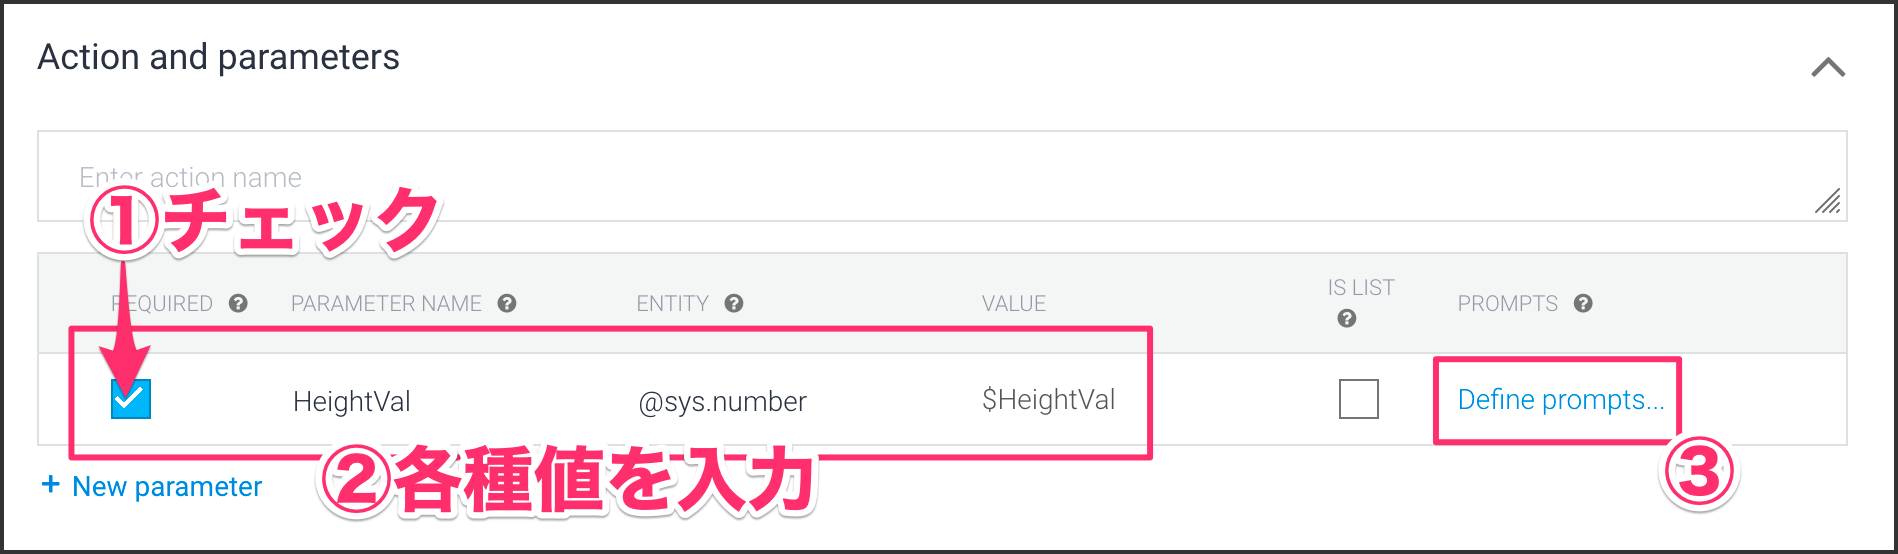 Action and parameters
Enter action name
①チェック
REQUIRED ? PARAMETER NAME ? ENTITY ? VALUE IS LIST ? PROMPTS ?
HeightVal @sys.number $HeightVal Define prompts...
②各種値を入力
③
+ New parameter